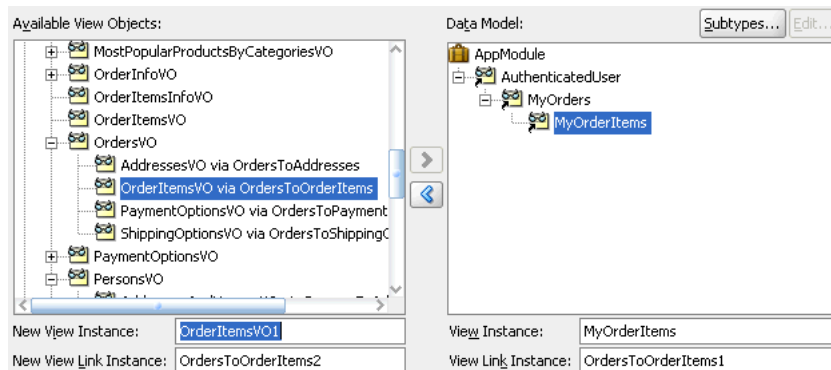 Available View Objects:
MostPopularProductsByCategoriesVO
OrderInfoVO
OrderItemsInfoVO
OrderItemsVO
OrdersVO
AddressesVO via OrdersToAddresses
OrderItemsVO via OrdersToOrderItems
PaymentOptionsVO via OrdersToPayment
ShippingOptionsVO via OrdersToShipping
PaymentOptionsVO
PersonsVO
New View Instance: OrderItemsVO1
New View Link Instance: OrdersToOrderItems2
Data Model: Subtypes... Edit...
AppModule
AuthenticatedUser
MyOrders
MyOrderItems
View Instance: MyOrderItems
View Link Instance: OrdersToOrderItems1